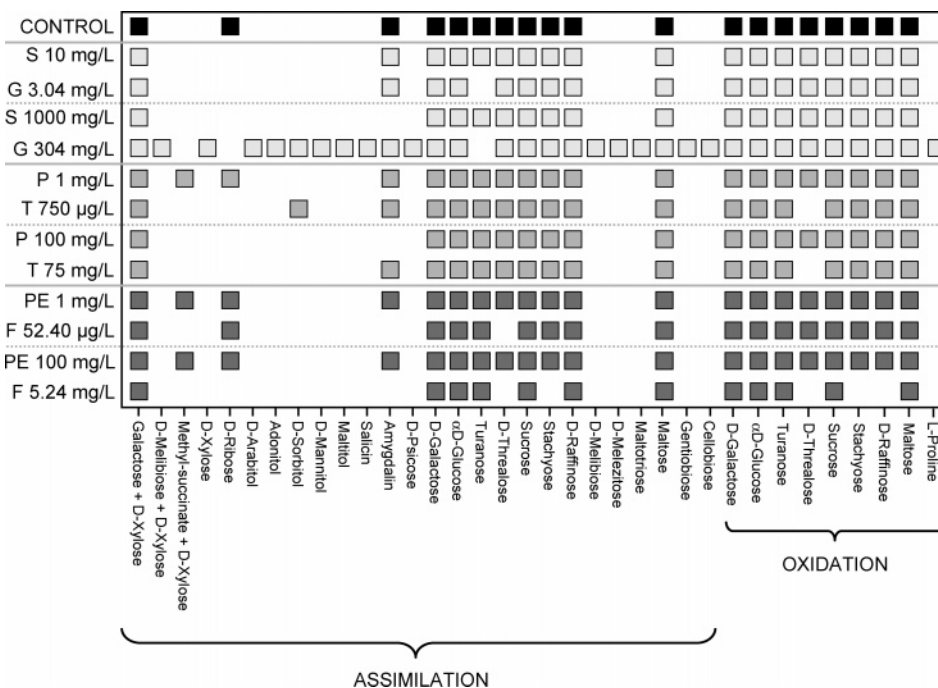 CONTROL
S 10 mg/L
G 3.04 mg/L
S 1000 mg/L
G 304 mg/L
P 1 mg/L
T 750 µg/L
P 100 mg/L
T 75 mg/L
PE 1 mg/L
F 52.40 µg/L
PE 100 mg/L
F 5.24 mg/L
Galactose + D-Xylose
D-Melibiose + D-Xylose
Methyl-succinate + D-Xylose
D-Xylose
D-Ribose
D-Arabitol
Adonitol
D-Sorbitol
D-Mannitol
Maltitol
Salicin
Amygdalin
D-Psicose
D-Galactose
αD-Glucose
Turanose
D-Threalose
Sucrose
Stachyose
D-Raffinose
D-Melibiose
D-Melezitose
Maltotriose
Maltose
Gentiobiose
Cellobiose
D-Galactose
αD-Glucose
Turanose
D-Threalose
Sucrose
Stachyose
D-Raffinose
Maltose
L-Proline
OXIDATION
ASSIMILATION